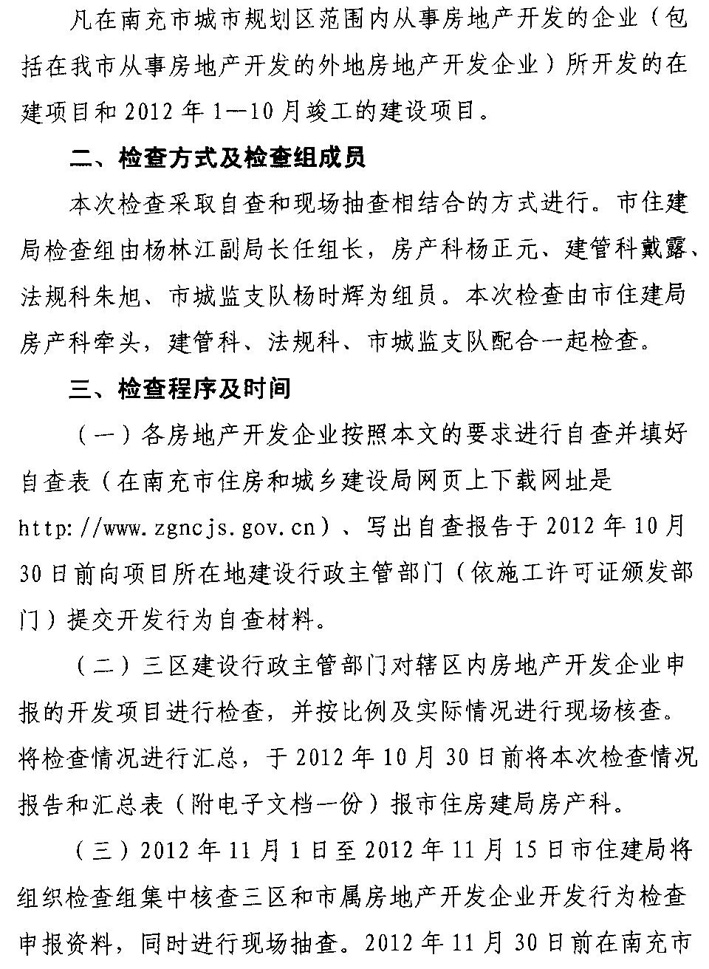 凡在南充市城市规划区范围内从事房地产开发的企业（包
括在我市从事房地产开发的外地房地产开发企业）所开发的在
建项目和 2012 年 1—10 月竣工的建设项目。
二、检查方式及检查组成员
本次检查采取自查和现场抽查相结合的方式进行。市住建
局检查组由杨林江副局长任组长，房产科杨正元、建管科戴露、
法规科朱旭、市城监支队杨时辉为组员。本次检查由市住建局
房产科牵头，建管科、法规科、市城监支队配合一起检查。
三、检查程序及时间
（一）各房地产开发企业按照本文的要求进行自查并填好
自查表（在南充市住房和城乡建设局网页上下载网址是
http://www.zgncjs.gov.cn）、写出自查报告于 2012 年 10 月
30 日前向项目所在地建设行政主管部门（依施工许可证颁发部
门）提交开发行为自查材料。
（二）三区建设行政主管部门对辖区内房地产开发企业申
报的开发项目进行检查，并按比例及实际情况进行现场核查。
将检查情况进行汇总，于 2012 年 10 月 30 日前将本次检查情况
报告和汇总表（附电子文档一份）报市住房建局房产科。
（三）2012 年 11 月 1 日至 2012 年 11 月 15 日市住建局将
组织检查组集中核查三区和市属房地产开发企业开发行为检查
申报资料，同时进行现场抽查。2012 年 11 月 30 日前在南充市